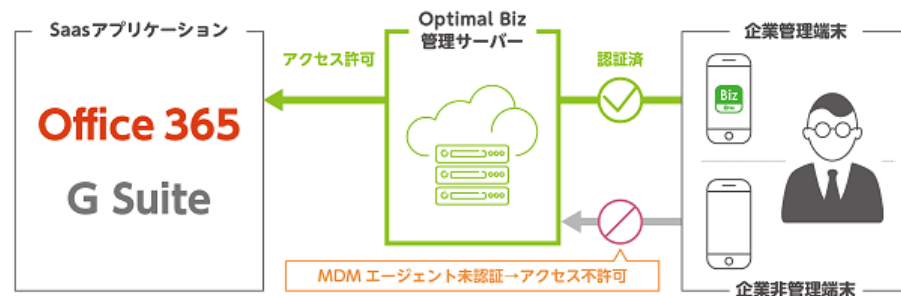 Saasアプリケーション
Office 365
G Suite
アクセス許可
Optimal Biz
管理サーバー
認証済
企業管理端末
Biz
MDM エージェント未認証→アクセス不許可
企業非管理端末